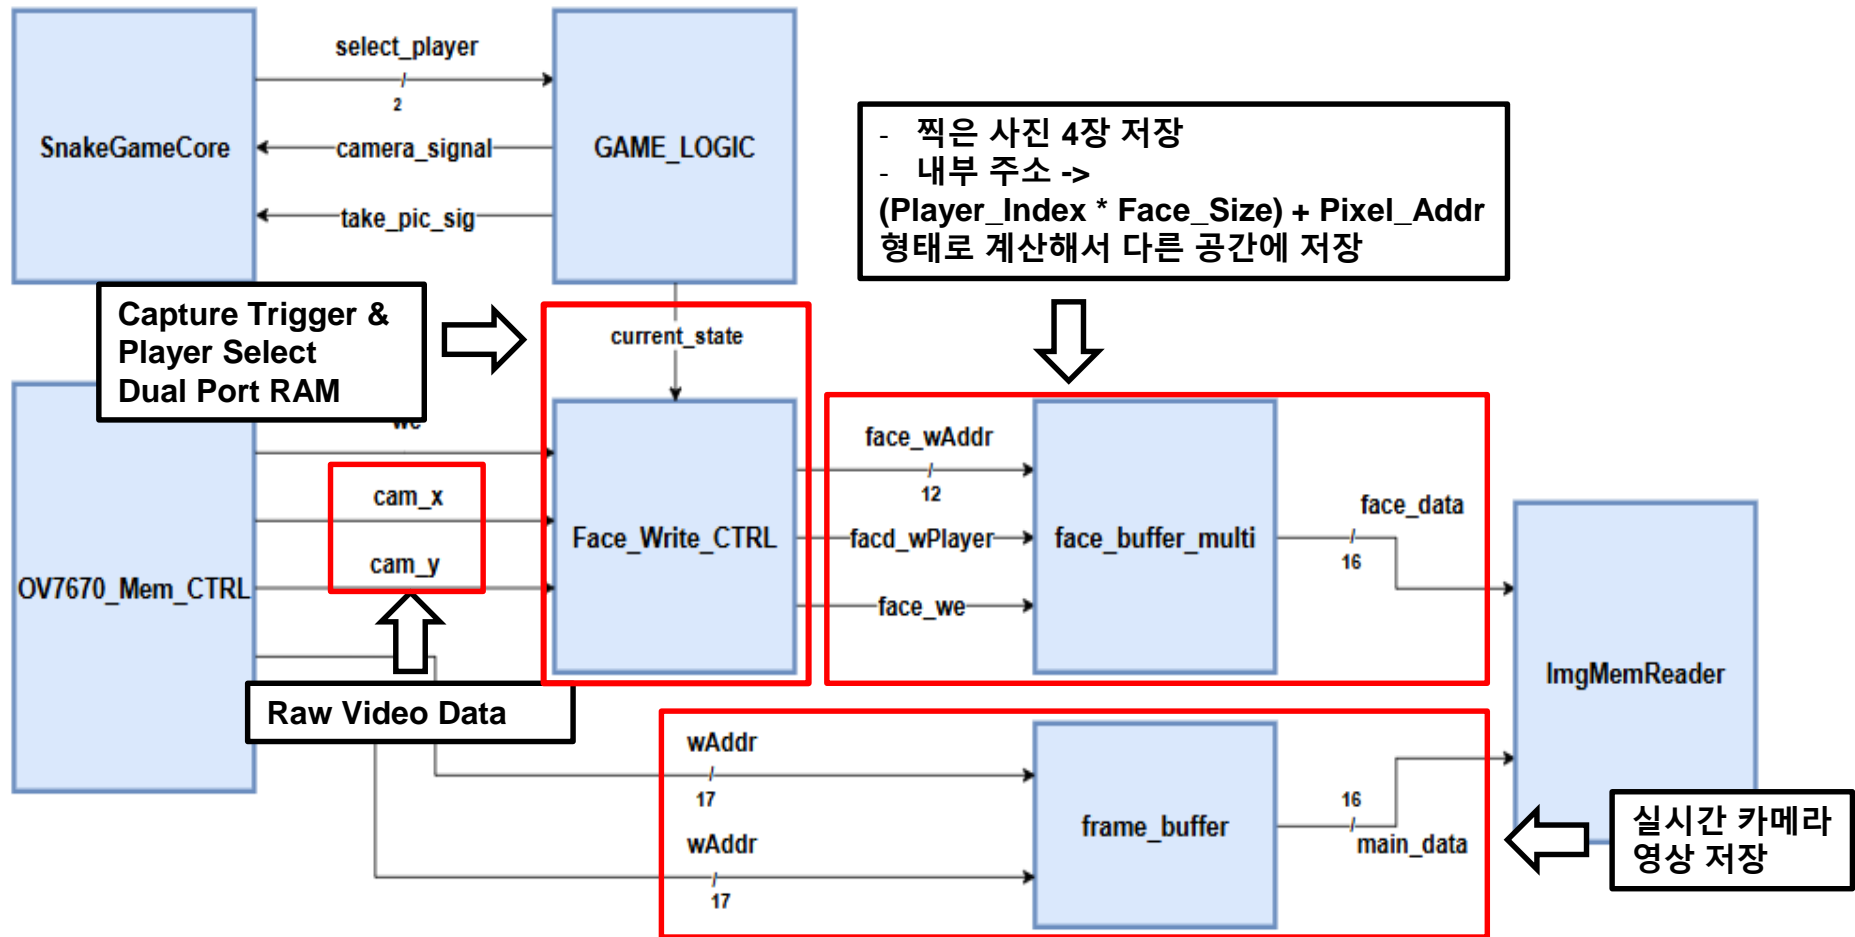 select_player
2
SnakeGameCore
camera_signal
GAME_LOGIC
take_pic_sig
- 찍은 사진 4장 저장
- 내부 주소 ->
(Player_Index * Face_Size) + Pixel_Addr
형태로 계산해서 다른 공간에 저장
Capture Trigger &
Player Select
Dual Port RAM
current_state
we
cam_x
cam_y
OV7670_Mem_CTRL
Face_Write_CTRL
face_wAddr
12
facd_wPlayer
face_we
face_buffer_multi
face_data
16
ImgMemReader
Raw Video Data
wAddr
17
wAddr
17
frame_buffer
16
main_data
실시간 카메라
영상 저장